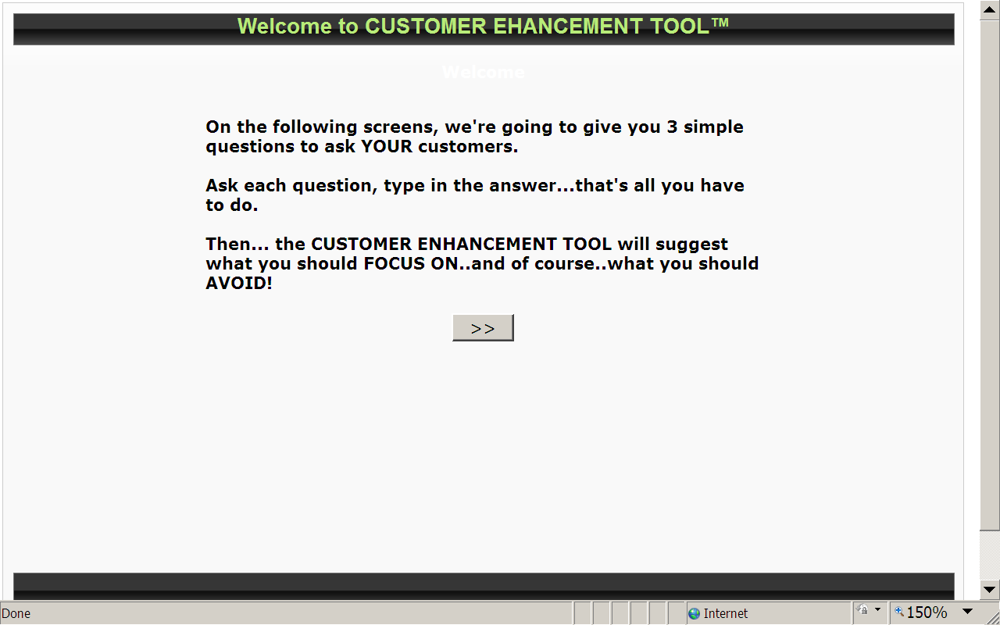 Welcome to CUSTOMER EHANCEMENT TOOL™
Welcome
On the following screens, we're going to give you 3 simple
questions to ask YOUR customers.
Ask each question, type in the answer...that's all you have
to do.
Then... the CUSTOMER ENHANCEMENT TOOL will suggest
what you should FOCUS ON..and of course..what you should
AVOID!
>>
Done
Internet
150%